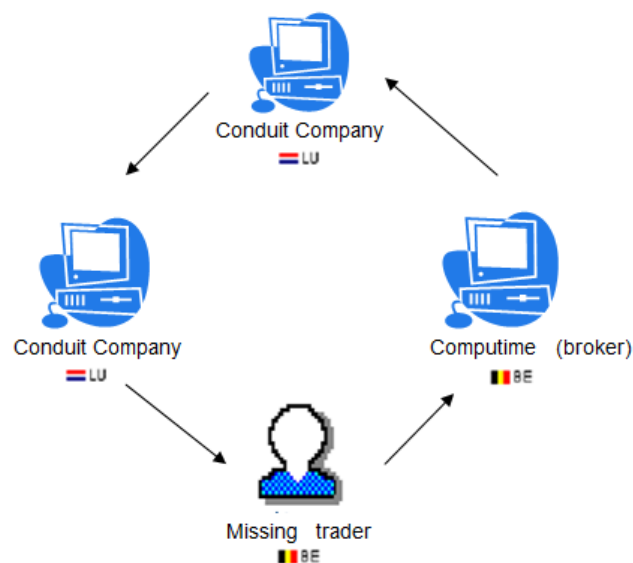 Conduit Company
LU
Conduit Company
LU
Computime (broker)
BE
Missing trader
BE